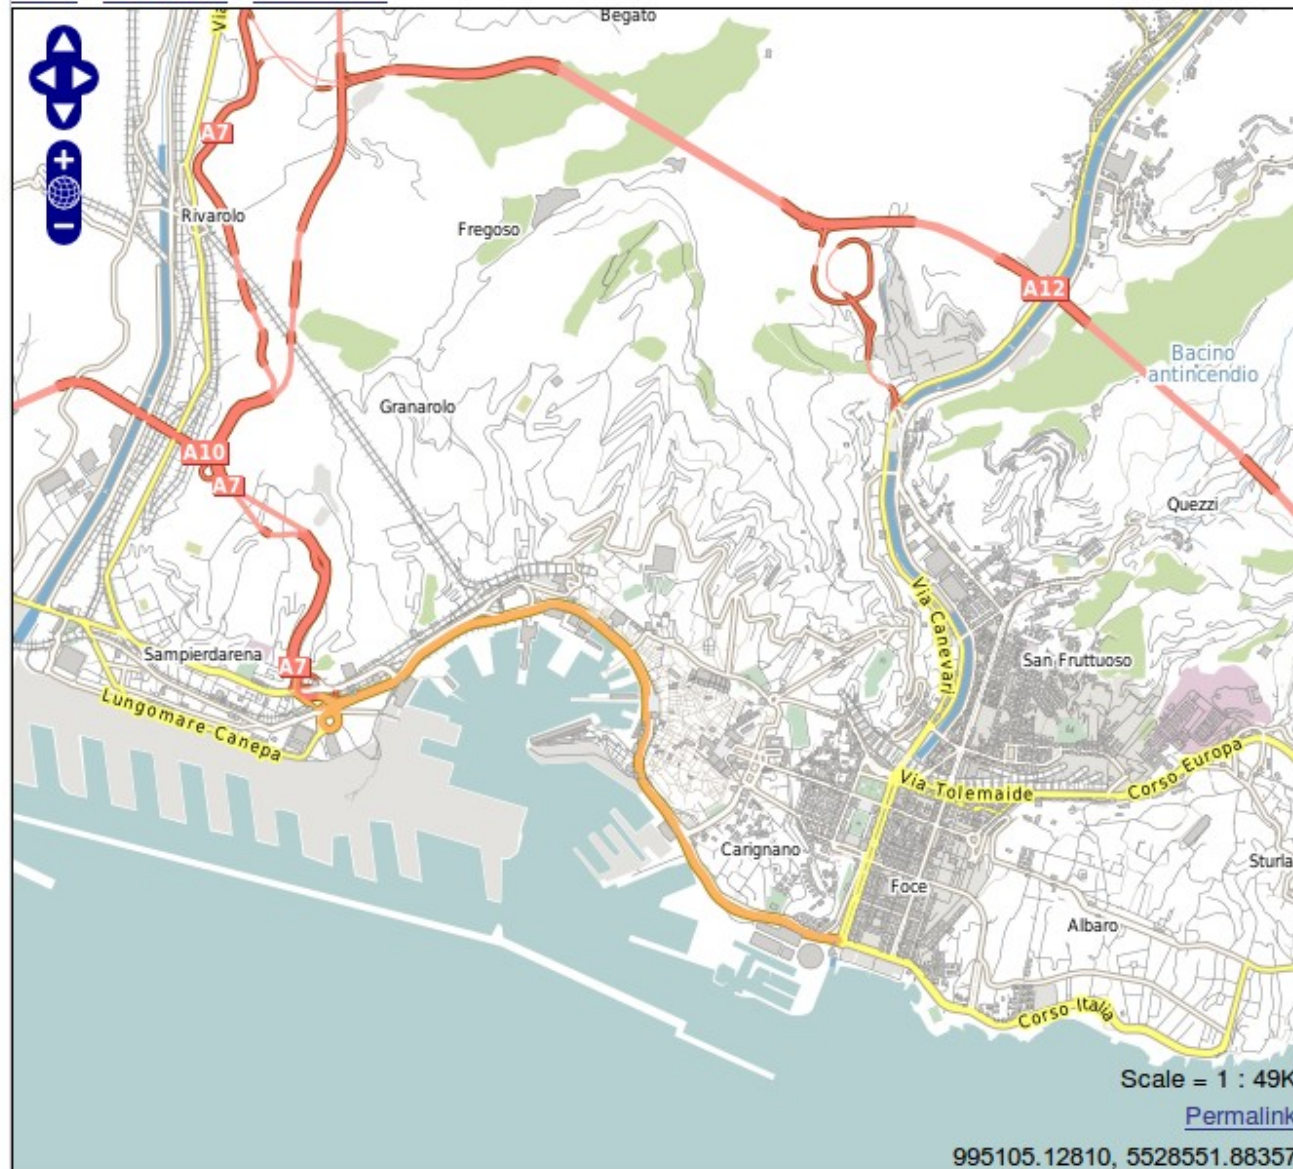 Begato
Via
A7
Rivarolo
Fregoso
A12
Bacino
antincendio
Granarolo
A10
A7
Quezzi
Via Canevari
Sampierdarena
San Fruttuoso
A7
Lungomare Canepa
Corso Europa
Via Tolemaide
Carignano
Sturla
Foce
Albaro
Corso Italia
Scale = 1 : 49K
Permalink
995105.12810, 5528551.88357